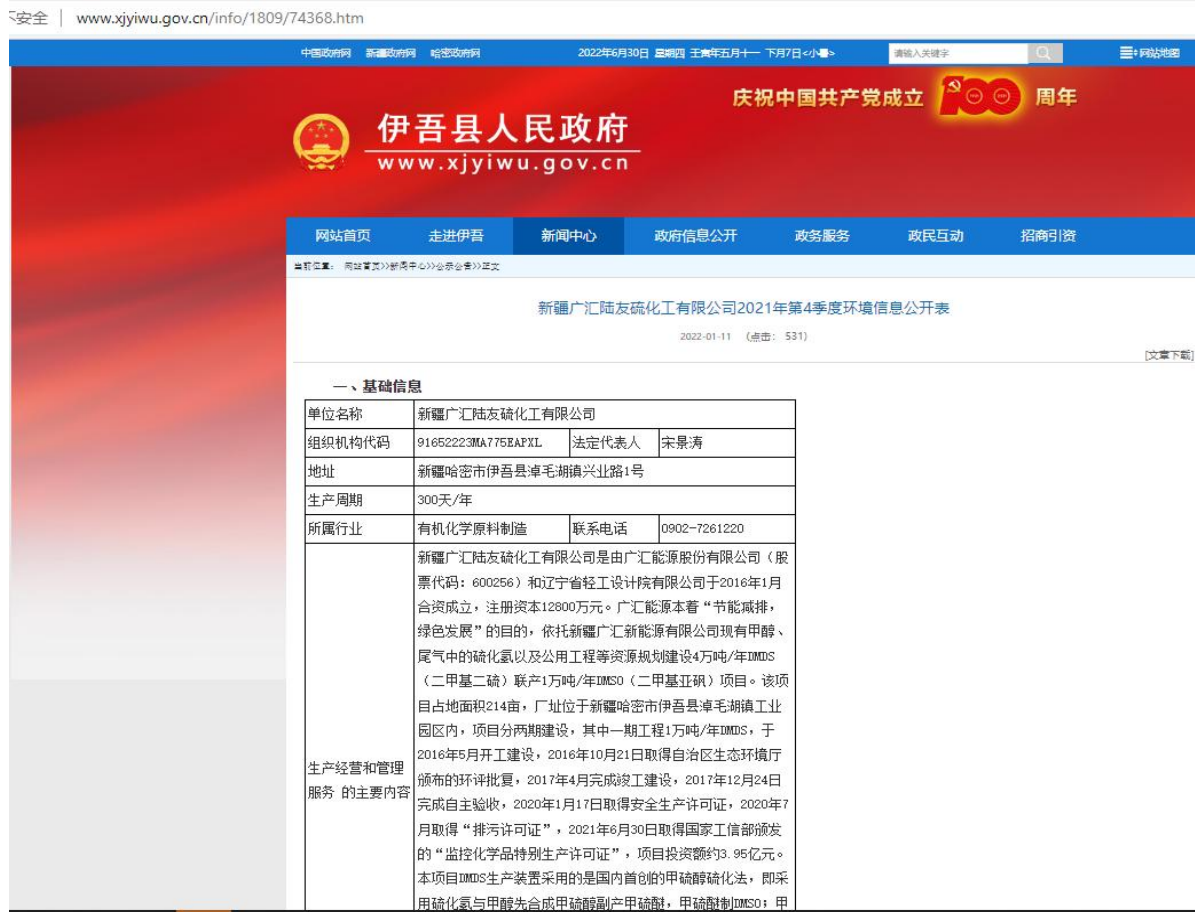 不安全 | www.xjyiwu.gov.cn/info/1809/74368.htm
中国政府网 新疆政府网 哈密政府网 2022年6月30日 星期四 壬寅年五月十一 下月7日<小暑> 请输入关键字 网站地图
庆祝中国共产党成立100周年
伊吾县人民政府
www.xjyiwu.gov.cn
网站首页 走进伊吾 新闻中心 政府信息公开 政务服务 政民互动 招商引资
当前位置: 网站首页>>新闻中心>>公示公告>>正文
新疆广汇陆友硫化工有限公司2021年第4季度环境信息公开表
2022-01-11 (点击: 531)
[文章下载]
一、基础信息
单位名称 新疆广汇陆友硫化工有限公司
组织机构代码 91652223MA775EAPXL 法定代表人 宋景涛
地址 新疆哈密市伊吾县淖毛湖镇兴业路1号
生产周期 300天/年
所属行业 有机化学原料制造 联系电话 0902-7261220
生产经营和管理
服务 的主要内容
新疆广汇陆友硫化工有限公司是由广汇能源股份有限公司（股
票代码：600256）和辽宁省轻工设计院有限公司于2016年1月
合资成立，注册资本12800万元。广汇能源本着“节能减排，
绿色发展”的目的，依托新疆广汇新能源有限公司现有甲醇、
尾气中的硫化氢以及公用工程等资源规划建设4万吨/年DMDS
（二甲基二硫）联产1万吨/年DMSO（二甲基亚砜）项目。该项
目占地面积214亩，厂址位于新疆哈密市伊吾县淖毛湖镇工业
园区内，项目分两期建设，其中一期工程1万吨/年DMDS，于
2016年5月开工建设，2016年10月21日取得自治区生态环境厅
颁布的环评批复，2017年4月完成竣工建设，2017年12月24日
完成自主验收，2020年1月17日取得安全生产许可证，2020年7
月取得“排污许可证”，2021年6月30日取得国家工信部颁发
的“监控化学品特别生产许可证”，项目投资额约3.95亿元。
本项目DMDS生产装置采用的是国内首创的甲硫醇硫化法，即采
用硫化氢与甲醇先合成甲硫醇副产甲硫醚，甲硫醚制DMSO；甲